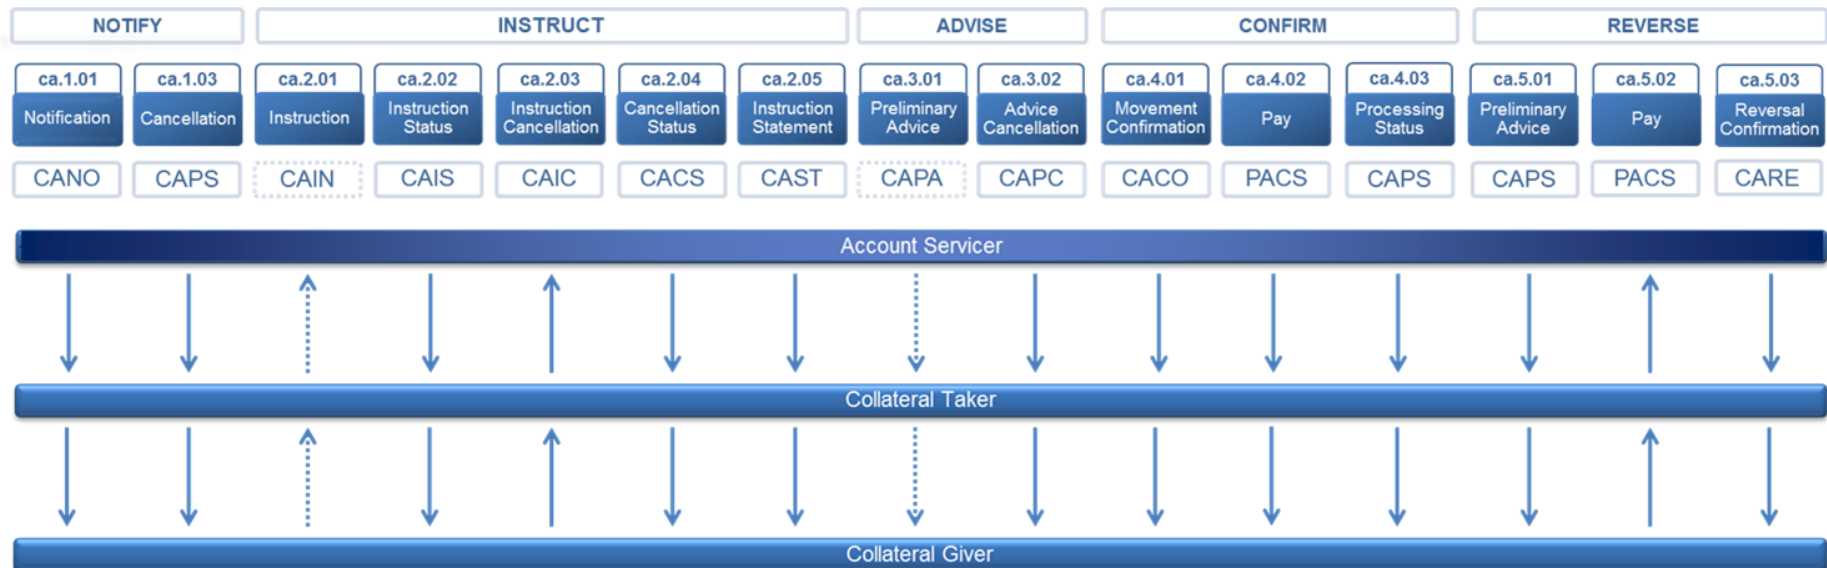 NOTIFY INSTRUCT ADVISE CONFIRM REVERSE
ca.1.01 ca.1.03 ca.2.01 ca.2.02 ca.2.03 ca.2.04 ca.2.05 ca.3.01 ca.3.02 ca.4.01 ca.4.02 ca.4.03 ca.5.01 ca.5.02 ca.5.03
Notification
Cancellation
Instruction
Instruction
Status
Instruction
Cancellation
Cancellation
Status
Instruction
Statement
Preliminary
Advice
Advice
Cancellation
Movement
Confirmation
Pay
Processing
Status
Preliminary
Advice
Pay
Reversal
Confirmation
CANO CAPS CAIN CAIS CAIC CACS CAST CAPA CAPC CACO PACS CAPS CAPS PACS CARE
Account Servicer
Collateral Taker
Collateral Giver